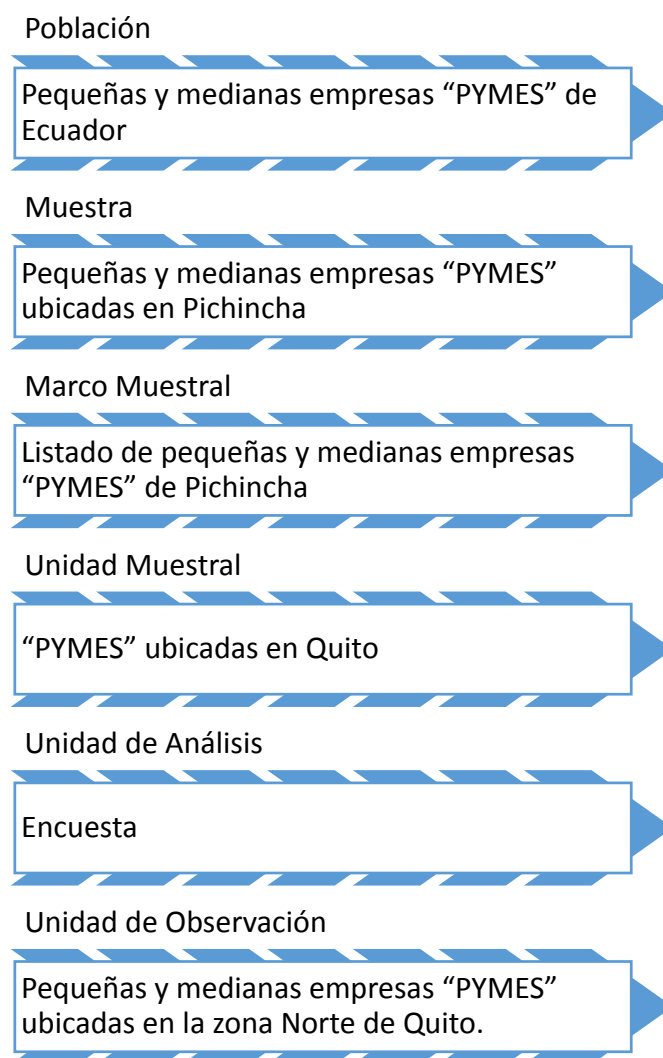 Población
Pequeñas y medianas empresas “PYMES” de
Ecuador
Muestra
Pequeñas y medianas empresas “PYMES”
ubicadas en Pichincha
Marco Muestral
Listado de pequeñas y medianas empresas
“PYMES” de Pichincha
Unidad Muestral
“PYMES” ubicadas en Quito
Unidad de Análisis
Encuesta
Unidad de Observación
Pequeñas y medianas empresas “PYMES”
ubicadas en la zona Norte de Quito.